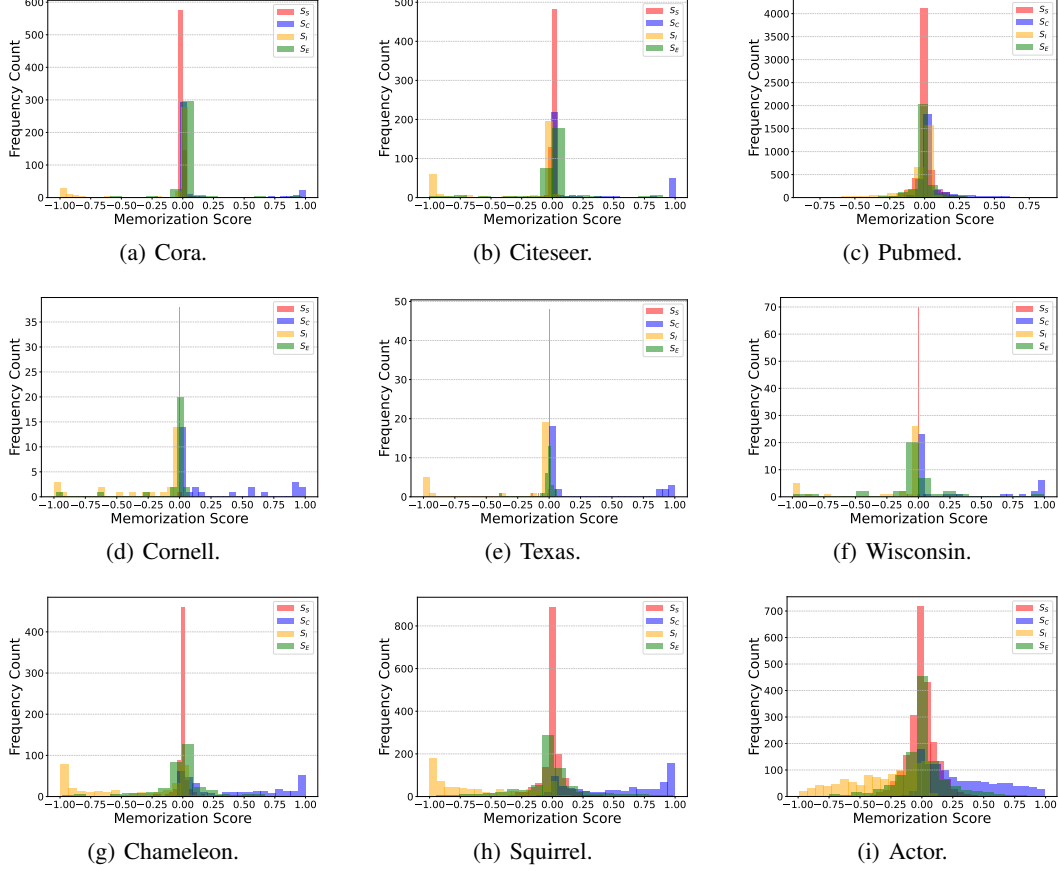 600
500
400
300
200
100
0
Frequency Count
−1.00 −0.75 −0.50 −0.25 0.00 0.25 0.50 0.75 1.00
Memorization Score
S_S
S_C
S_I
S_E
(a) Cora.
500
400
300
200
100
0
Frequency Count
−1.00 −0.75 −0.50 −0.25 0.00 0.25 0.50 0.75 1.00
Memorization Score
S_S
S_C
S_I
S_E
(b) Citeseer.
4000
3500
3000
2500
2000
1500
1000
500
0
Frequency Count
−0.75 −0.50 −0.25 0.00 0.25 0.50 0.75
Memorization Score
S_S
S_C
S_I
S_E
(c) Pubmed.
35
30
25
20
15
10
5
0
Frequency Count
−1.00 −0.75 −0.50 −0.25 0.00 0.25 0.50 0.75 1.00
Memorization Score
S_S
S_C
S_I
S_E
(d) Cornell.
50
40
30
20
10
0
Frequency Count
−1.00 −0.75 −0.50 −0.25 0.00 0.25 0.50 0.75 1.00
Memorization Score
S_S
S_C
S_I
S_E
(e) Texas.
70
60
50
40
30
20
10
0
Frequency Count
−1.00 −0.75 −0.50 −0.25 0.00 0.25 0.50 0.75 1.00
Memorization Score
S_S
S_C
S_I
S_E
(f) Wisconsin.
400
300
200
100
0
Frequency Count
−1.00 −0.75 −0.50 −0.25 0.00 0.25 0.50 0.75 1.00
Memorization Score
S_S
S_C
S_I
S_E
(g) Chameleon.
800
600
400
200
0
Frequency Count
−1.00 −0.75 −0.50 −0.25 0.00 0.25 0.50 0.75 1.00
Memorization Score
S_S
S_C
S_I
S_E
(h) Squirrel.
700
600
500
400
300
200
100
0
Frequency Count
−1.00 −0.75 −0.50 −0.25 0.00 0.25 0.50 0.75 1.00
Memorization Score
S_S
S_C
S_I
S_E
(i) Actor.